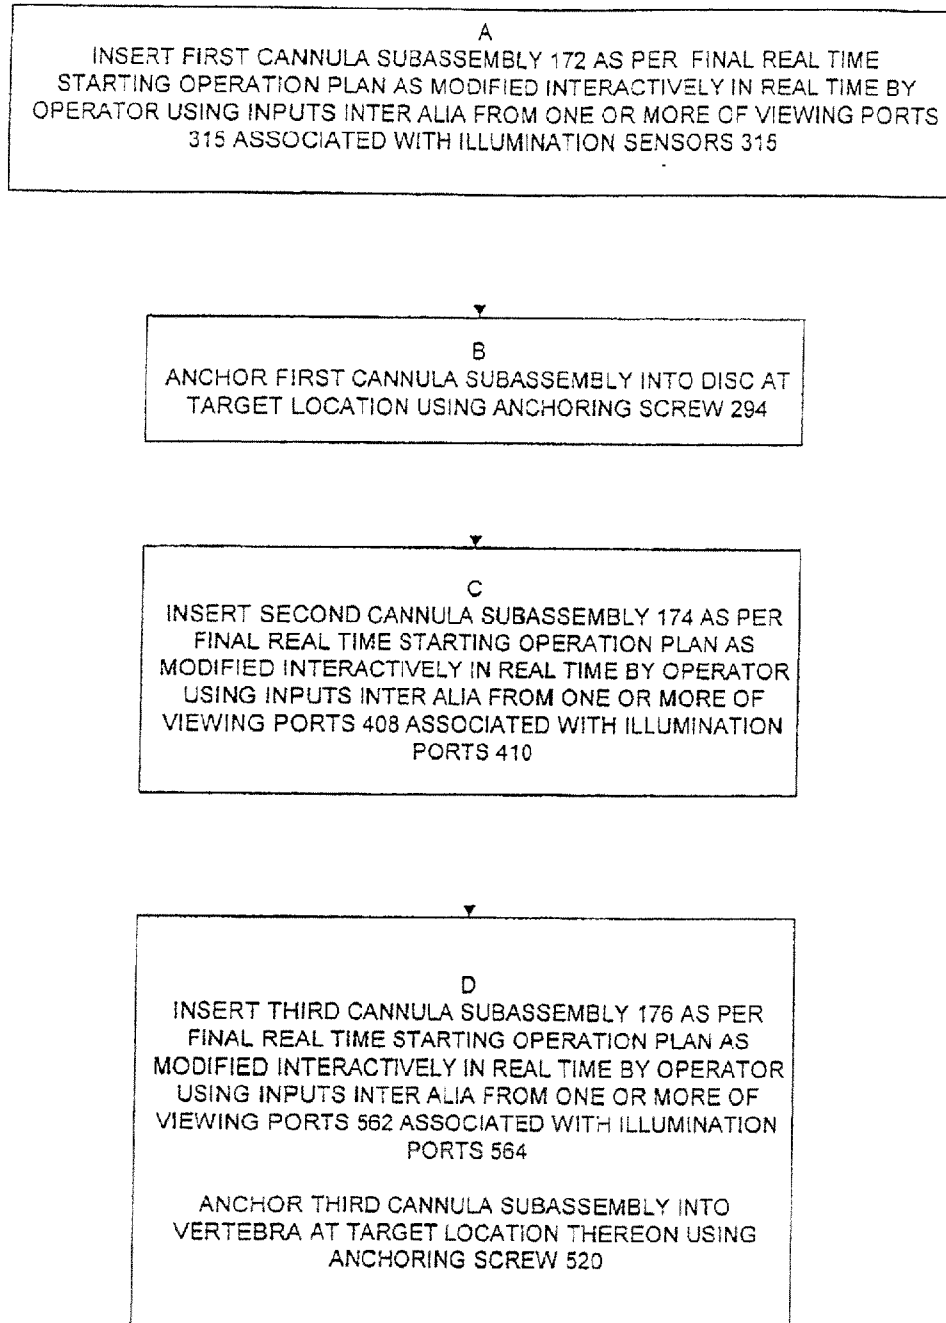 A
INSERT FIRST CANNULA SUBASSEMBLY 172 AS PER FINAL REAL TIME
STARTING OPERATION PLAN AS MODIFIED INTERACTIVELY IN REAL TIME BY
OPERATOR USING INPUTS INTER ALIA FROM ONE OR MORE OF VIEWING PORTS
315 ASSOCIATED WITH ILLUMINATION SENSORS 315
B
ANCHOR FIRST CANNULA SUBASSEMBLY INTO DISC AT
TARGET LOCATION USING ANCHORING SCREW 294
C
INSERT SECOND CANNULA SUBASSEMBLY 174 AS PER
FINAL REAL TIME STARTING OPERATION PLAN AS
MODIFIED INTERACTIVELY IN REAL TIME BY OPERATOR
USING INPUTS INTER ALIA FROM ONE OR MORE OF
VIEWING PORTS 408 ASSOCIATED WITH ILLUMINATION
PORTS 410
D
INSERT THIRD CANNULA SUBASSEMBLY 176 AS PER
FINAL REAL TIME STARTING OPERATION PLAN AS
MODIFIED INTERACTIVELY IN REAL TIME BY OPERATOR
USING INPUTS INTER ALIA FROM ONE OR MORE OF
VIEWING PORTS 562 ASSOCIATED WITH ILLUMINATION
PORTS 564
ANCHOR THIRD CANNULA SUBASSEMBLY INTO
VERTEBRA AT TARGET LOCATION THEREON USING
ANCHORING SCREW 520